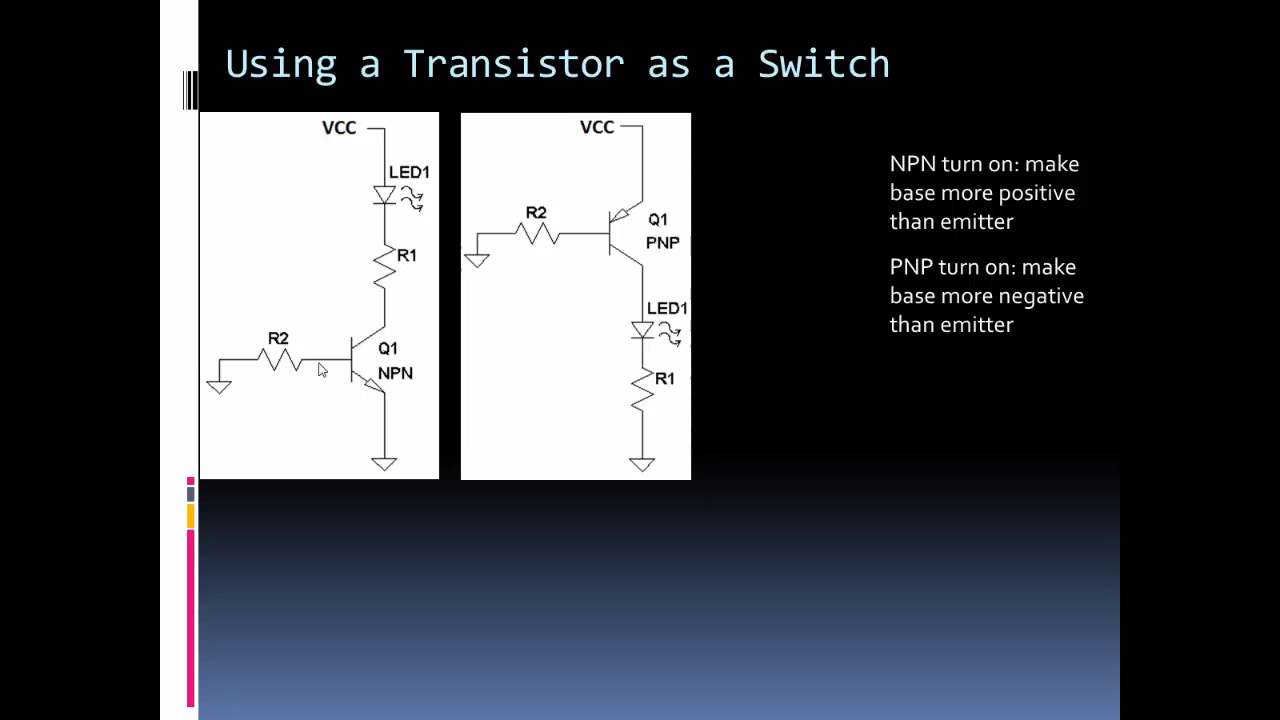 Using a Transistor as a Switch
VCC
LED1
R1
R2
Q1
NPN
VCC
R2
Q1
PNP
LED1
R1
NPN turn on: make
base more positive
than emitter
PNP turn on: make
base more negative
than emitter